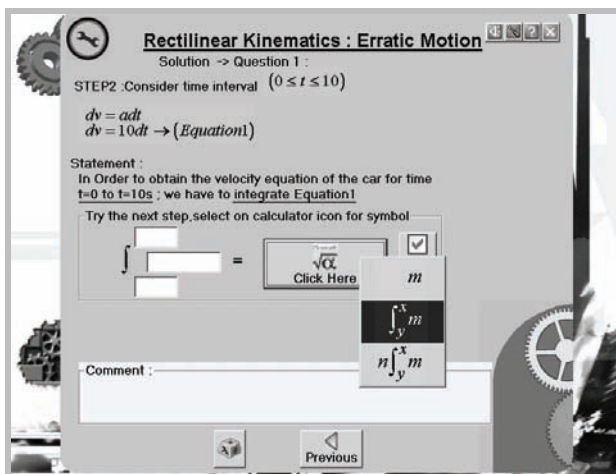 Rectilinear Kinematics : Erratic Motion
Solution -> Question 1 :
STEP2 :Consider time interval (0 ≤ t ≤ 10)
dv = adt
dv = 10dt → (Equation1)
Statement :
In Order to obtain the velocity equation of the car for time
t=0 to t=10s ; we have to integrate Equation1
Try the next step,select on calculator icon for symbol
∫ =
√α
Click Here
m
∫_y^x m
n∫_y^x m
Comment :
Previous